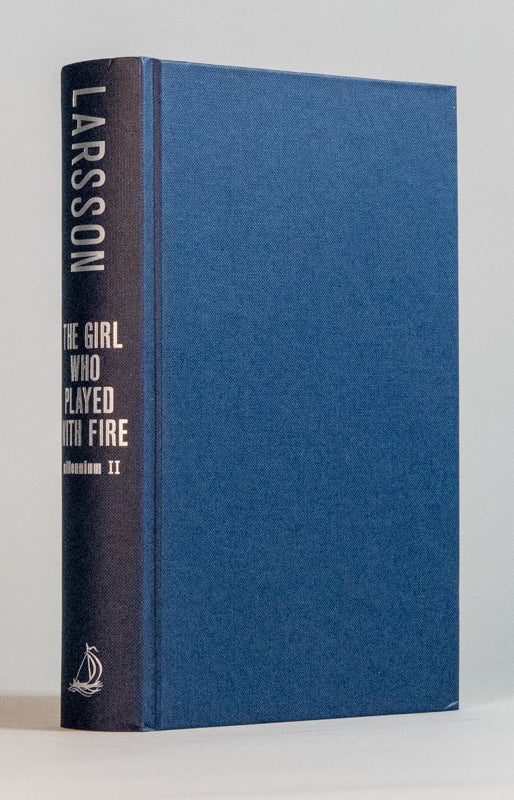 LARSSON
THE GIRL
WHO
PLAYED
WITH FIRE
millennium II